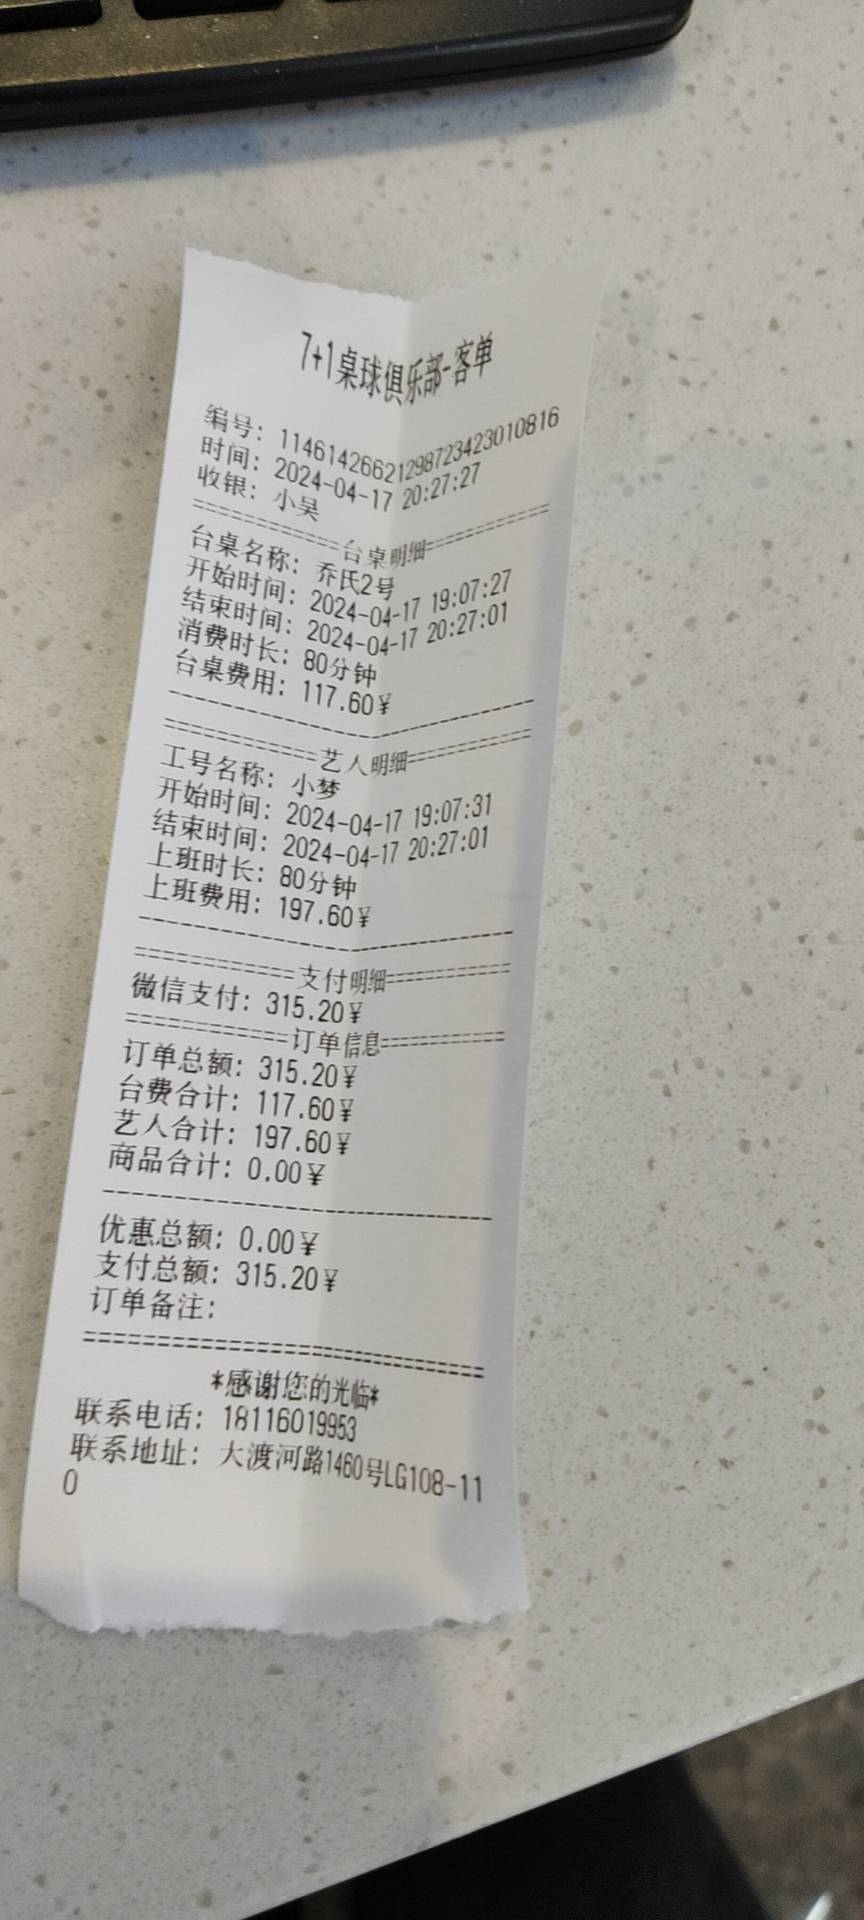 7+1桌球俱乐部-客单
编号: 11461426621298723423010816
时间: 2024-04-17 20:27:27
收银: 小吴
============台桌明细============
台桌名称: 乔氏2号
开始时间: 2024-04-17 19:07:27
结束时间: 2024-04-17 20:27:01
消费时长: 80分钟
台桌费用: 117.60¥
--------------------------------
============艺人明细============
工号名称: 小梦
开始时间: 2024-04-17 19:07:31
结束时间: 2024-04-17 20:27:01
上班时长: 80分钟
上班费用: 197.60¥
--------------------------------
============支付明细============
微信支付: 315.20¥
============订单信息============
订单总额: 315.20¥
台费合计: 117.60¥
艺人合计: 197.60¥
商品合计: 0.00¥
--------------------------------
优惠总额: 0.00¥
支付总额: 315.20¥
订单备注:
================================
*感谢您的光临*
联系电话: 18116019953
联系地址: 大渡河路1460号LG108-11
0